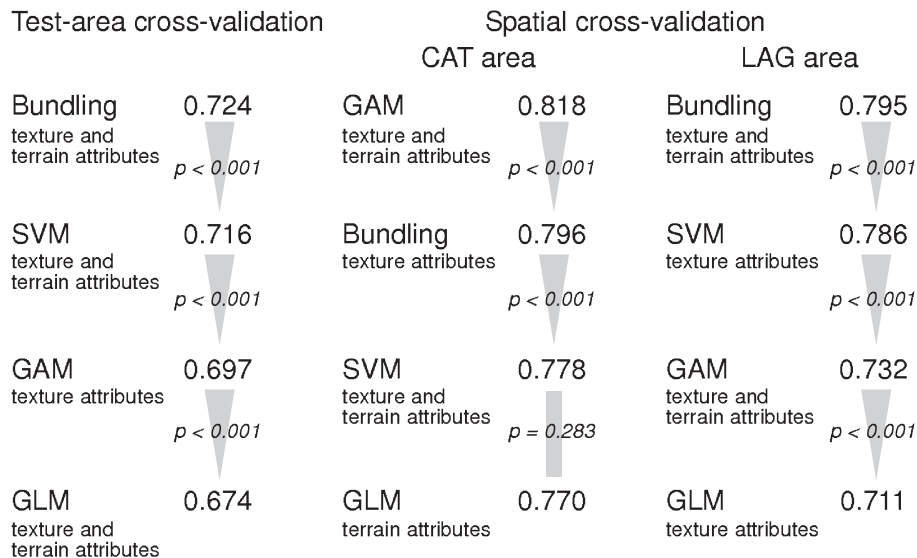 Test-area cross-validation
Spatial cross-validation
CAT area
LAG area
Bundling 0.724
texture and
terrain attributes
p < 0.001
SVM 0.716
texture and
terrain attributes
p < 0.001
GAM 0.697
texture attributes
p < 0.001
GLM 0.674
texture and
terrain attributes
GAM 0.818
texture and
terrain attributes
p < 0.001
Bundling 0.796
texture attributes
p < 0.001
SVM 0.778
texture and
terrain attributes
p = 0.283
GLM 0.770
terrain attributes
Bundling 0.795
texture and
terrain attributes
p < 0.001
SVM 0.786
texture attributes
p < 0.001
GAM 0.732
texture and
terrain attributes
p < 0.001
GLM 0.711
texture attributes